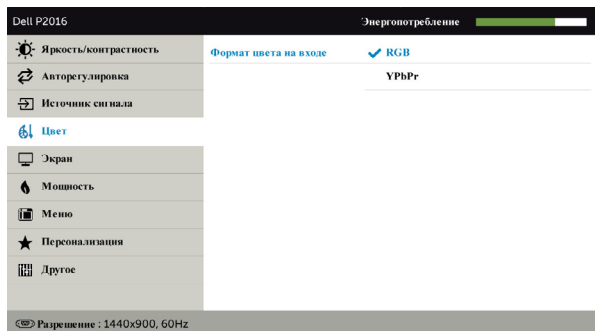 Dell P2016
Энергопотребление
Яркость/контрастность
Формат цвета на входе
RGB
Авторегулировка
YPbPr
Источник сигнала
Цвет
Экран
Мощность
Меню
Персонализация
Другое
Разрешение : 1440x900, 60Hz